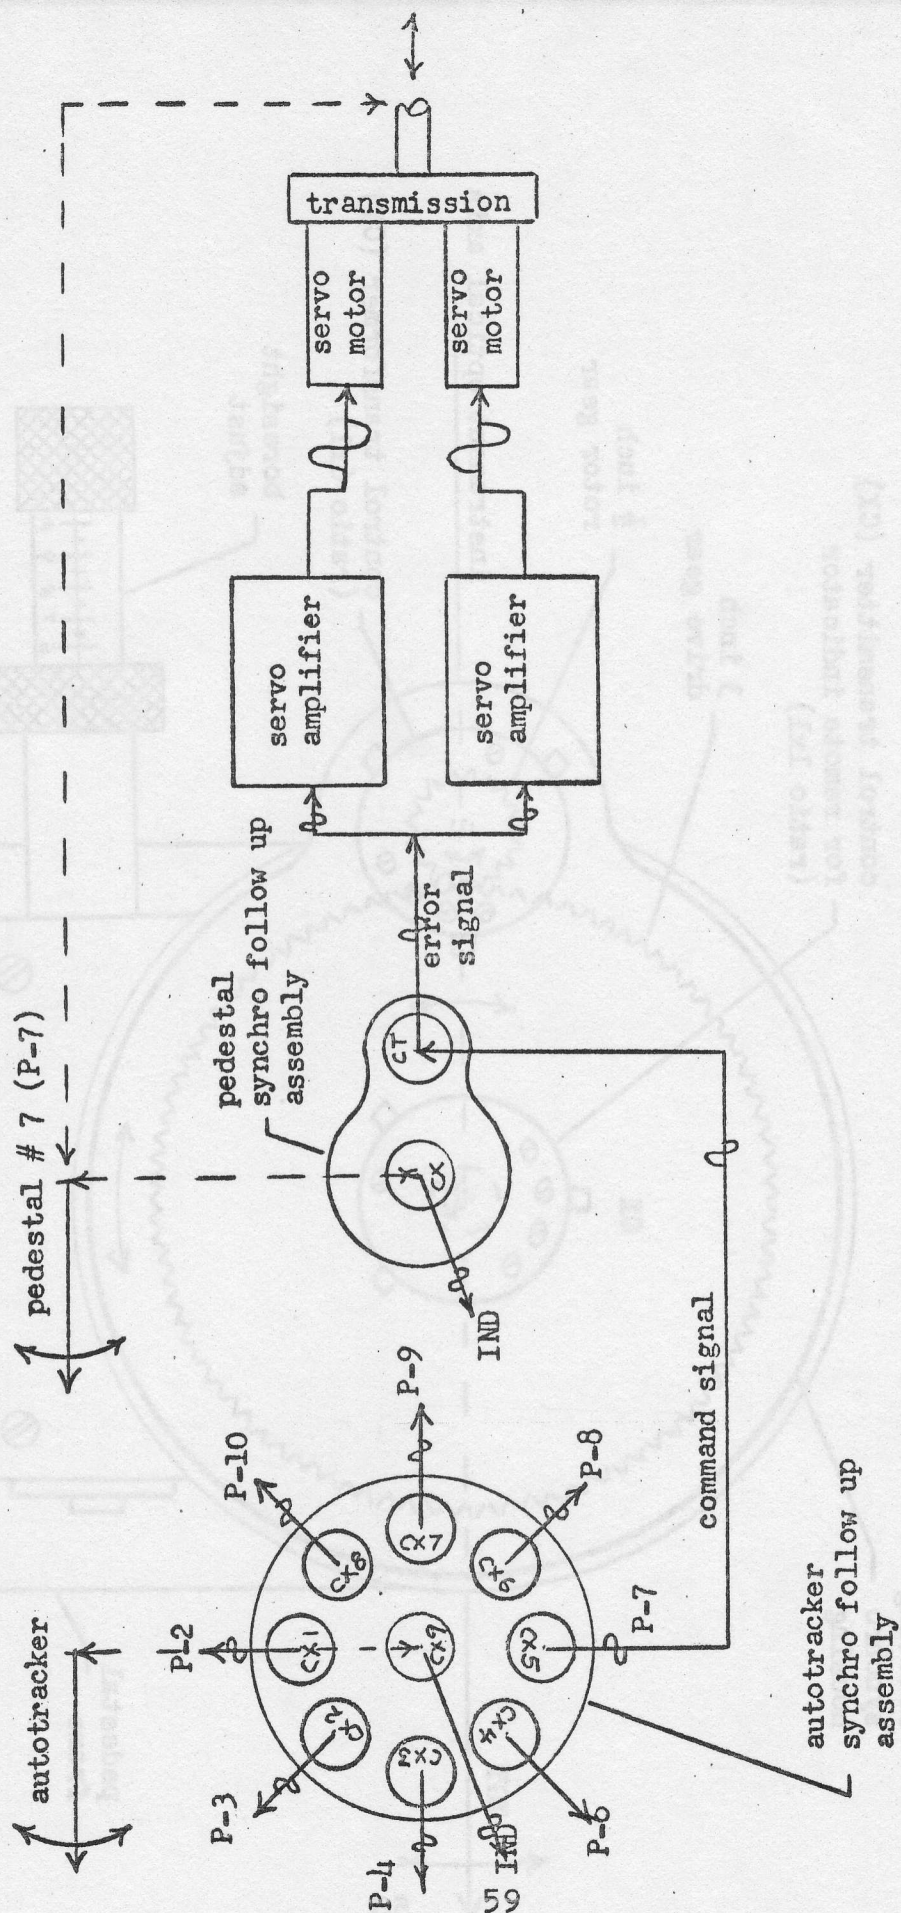 autotracker
pedestal # 7 (P-7)
P-2
P-3
P-4
P-6
P-7
P-8
P-9
P-10
CX1
CX3
CX4
CX5
CX6
CX7
CX8
CX9
IND
autotracker
synchro follow up
assembly
command signal
pedestal
synchro follow up
assembly
CX
CT
IND
error
signal
servo
amplifier
servo
amplifier
servo
motor
servo
motor
transmission
59